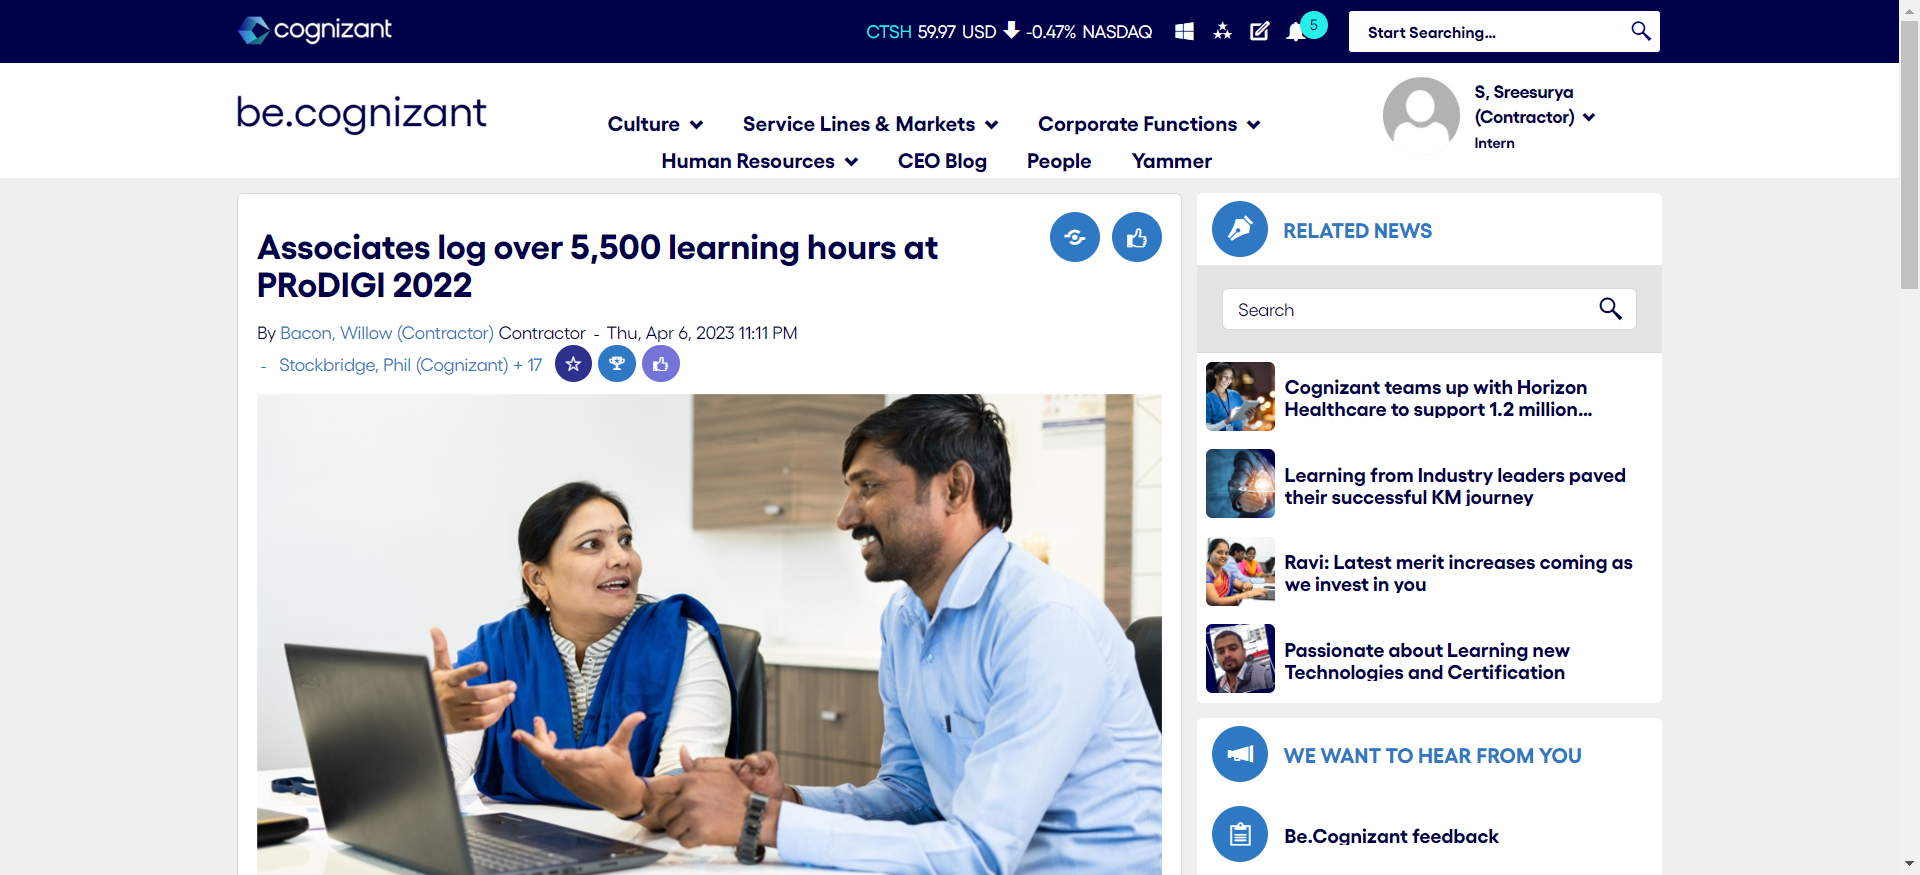 cognizant
CTSH 59.97 USD -0.47% NASDAQ
5
Start Searching...
be.cognizant
Culture
Service Lines & Markets
Corporate Functions
Human Resources
CEO Blog
People
Yammer
S, Sreesurya
(Contractor)
Intern
Associates log over 5,500 learning hours at
PRoDIGI 2022
By Bacon, Willow (Contractor) Contractor - Thu, Apr 6, 2023 11:11 PM
- Stockbridge, Phil (Cognizant) + 17
RELATED NEWS
Search
Cognizant teams up with Horizon
Healthcare to support 1.2 million...
Learning from Industry leaders paved
their successful KM journey
Ravi: Latest merit increases coming as
we invest in you
Passionate about Learning new
Technologies and Certification
WE WANT TO HEAR FROM YOU
Be.Cognizant feedback